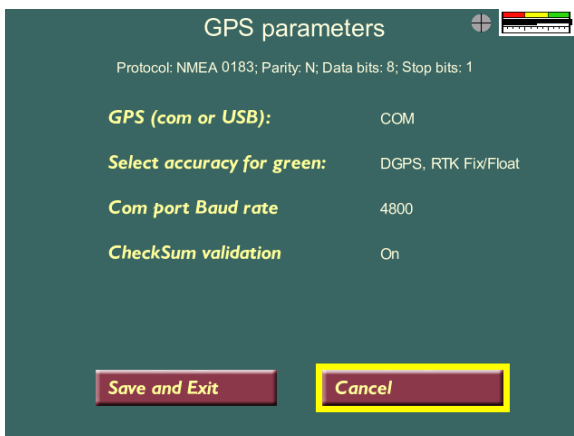 GPS parameters
Protocol: NMEA 0183; Parity: N; Data bits: 8; Stop bits: 1
GPS (com or USB): COM
Select accuracy for green: DGPS, RTK Fix/Float
Com port Baud rate 4800
CheckSum validation On
Save and Exit Cancel